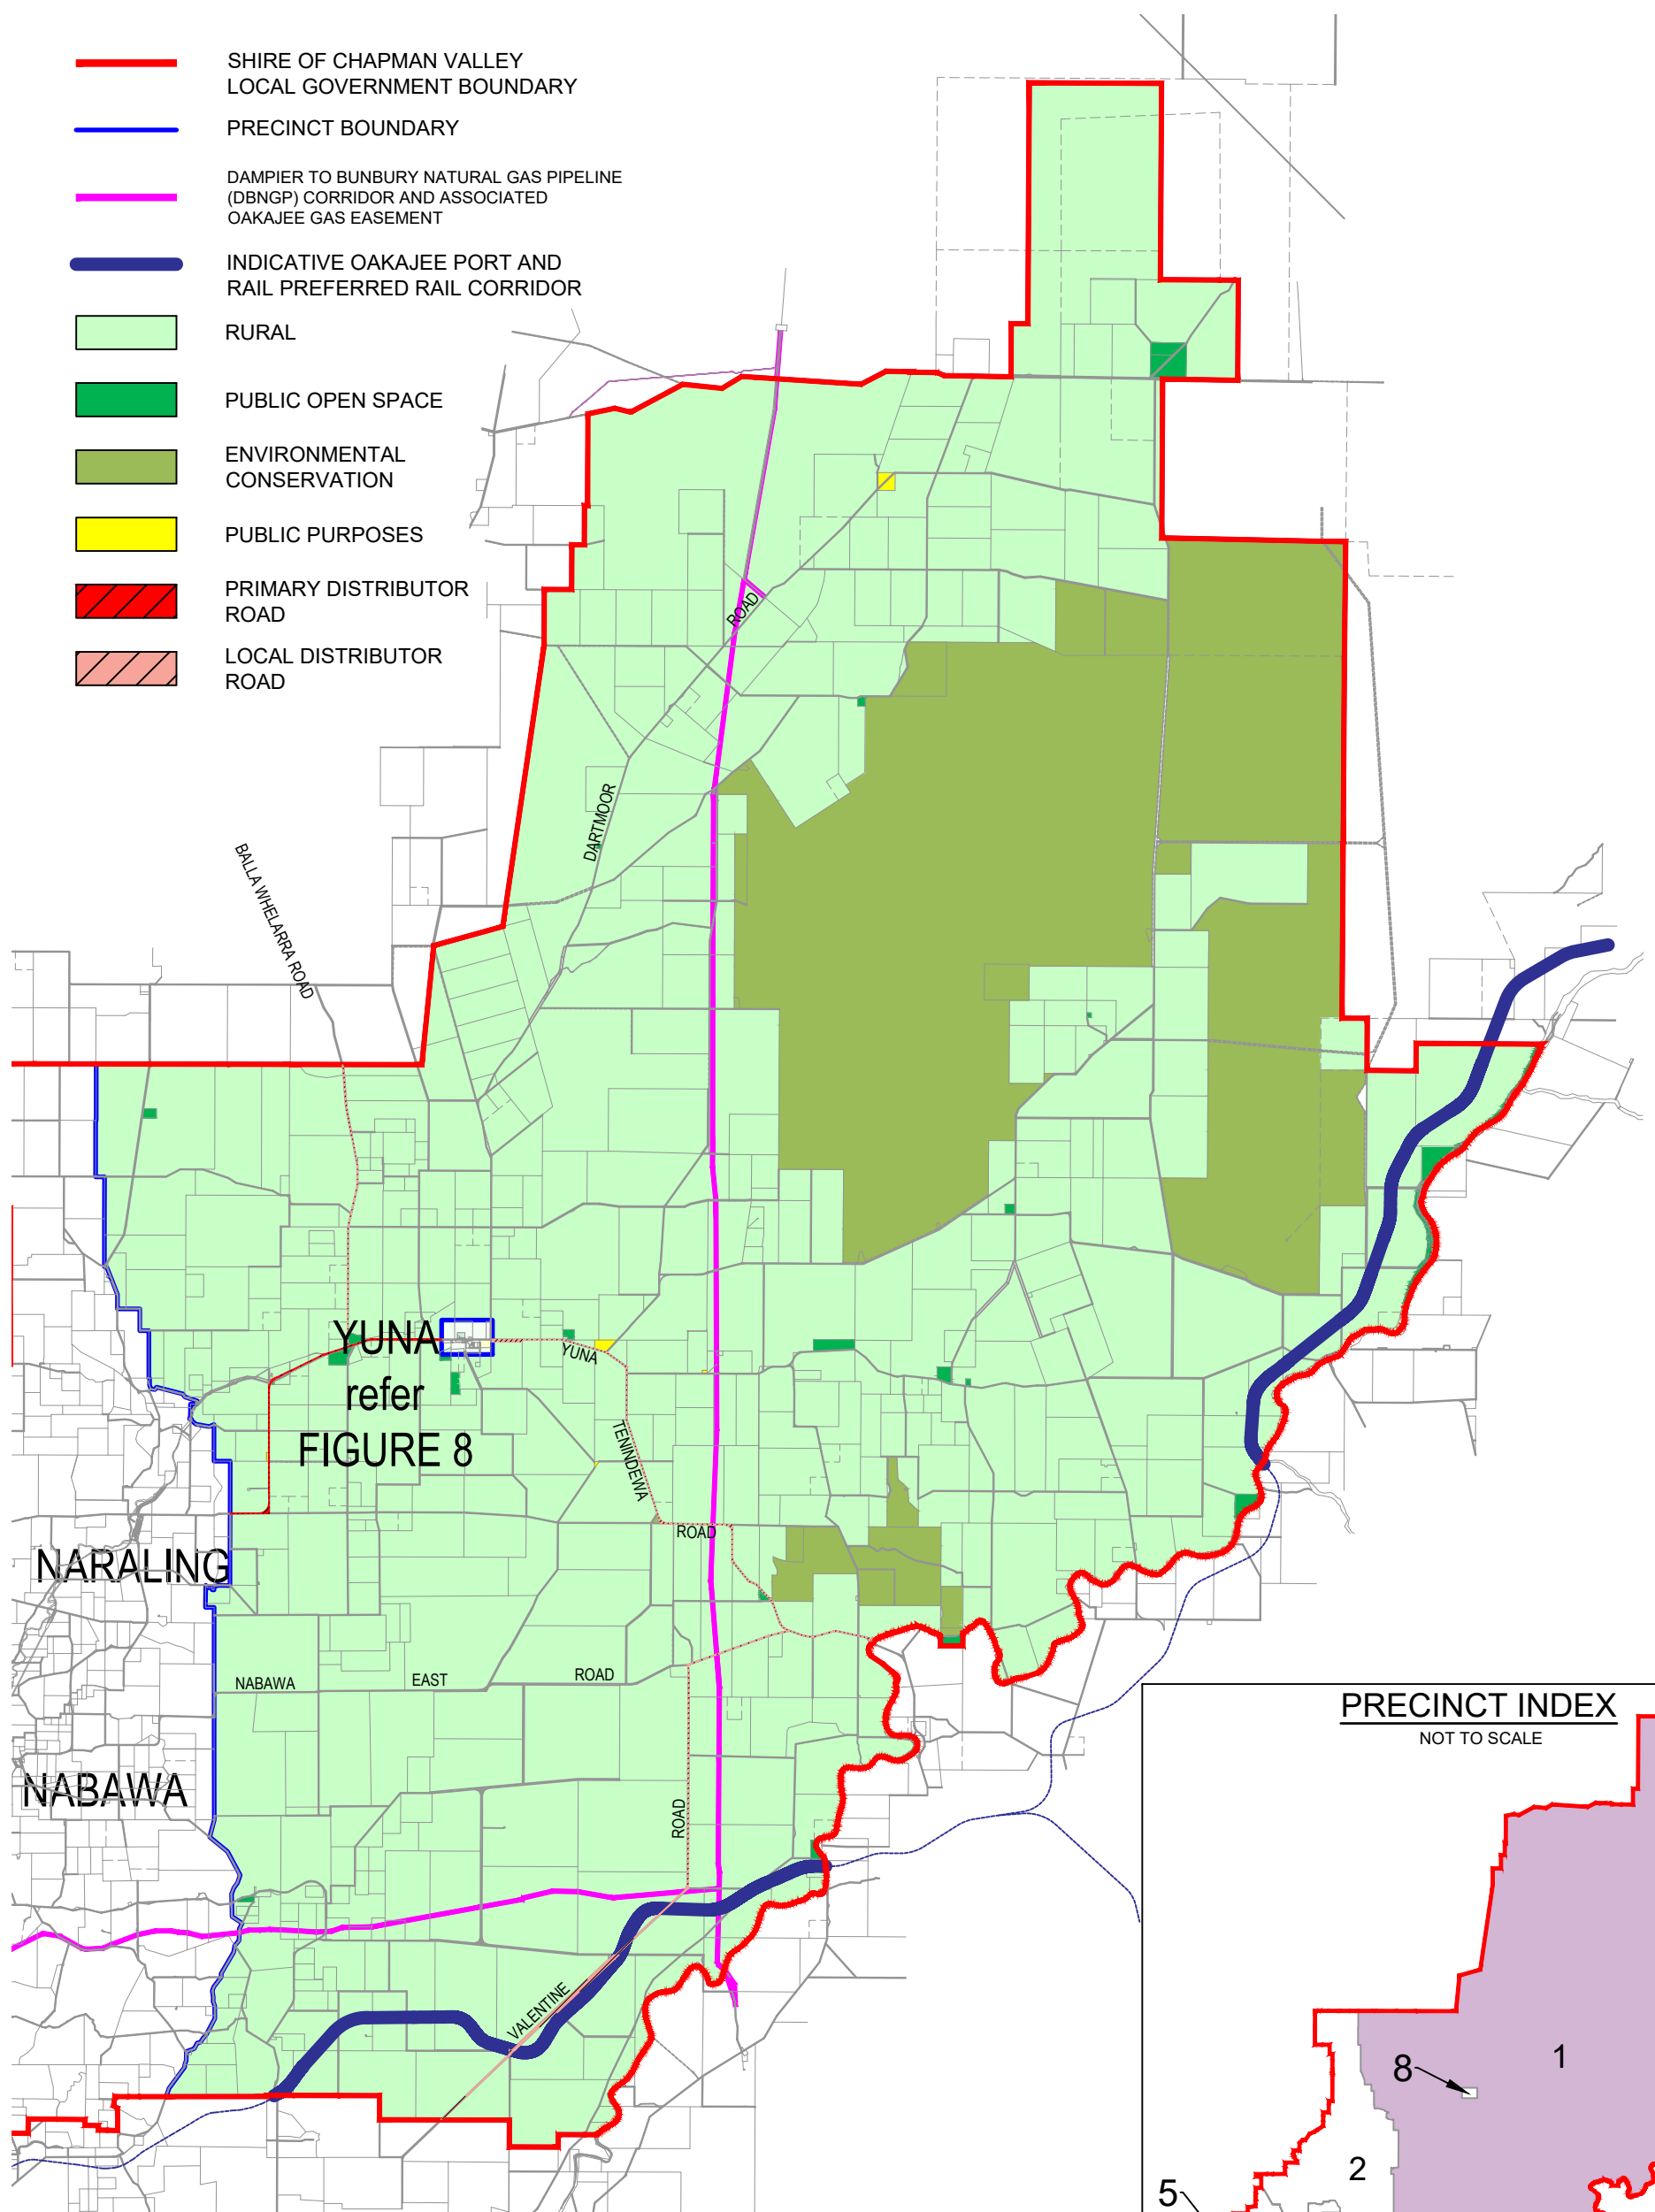 SHIRE OF CHAPMAN VALLEY
LOCAL GOVERNMENT BOUNDARY
PRECINCT BOUNDARY
DAMPIER TO BUNBURY NATURAL GAS PIPELINE
(DBNGP) CORRIDOR AND ASSOCIATED
OAKAJEE GAS EASEMENT
INDICATIVE OAKAJEE PORT AND
RAIL PREFERRED RAIL CORRIDOR
RURAL
PUBLIC OPEN SPACE
ENVIRONMENTAL
CONSERVATION
PUBLIC PURPOSES
PRIMARY DISTRIBUTOR
ROAD
LOCAL DISTRIBUTOR
ROAD
ROAD
DARTMOOR
BALLA WHELARRA ROAD
YUNA
refer
FIGURE 8
YUNA
TENINDEWA
ROAD
NARALING
NABAWA
EAST
ROAD
NABAWA
ROAD
VALENTINE
PRECINCT INDEX
NOT TO SCALE
1
8
2
5